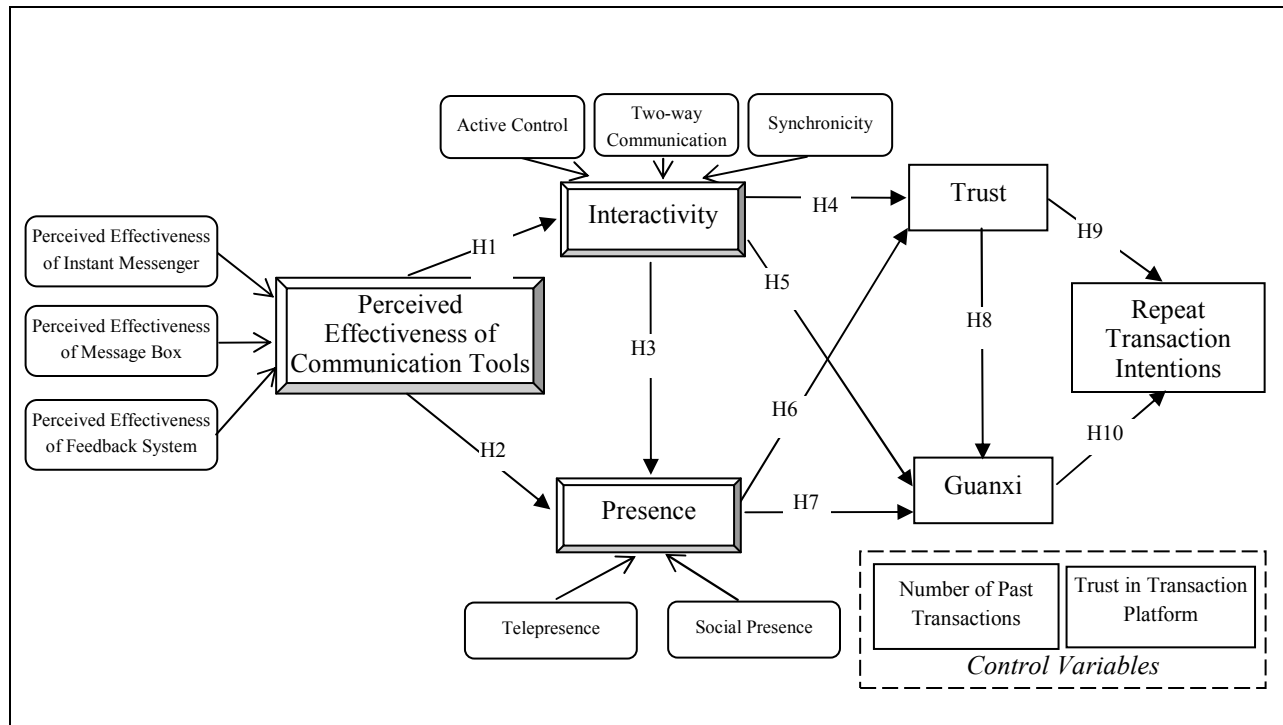 Active Control
Two-way
Communication
Synchronicity
Interactivity
H4
Trust
Perceived Effectiveness
of Instant Messenger
H1
H9
H5
Perceived
Effectiveness of
Communication Tools
Perceived Effectiveness
of Message Box
H3
H8
Repeat
Transaction
Intentions
Perceived Effectiveness
of Feedback System
H2
H6
H10
Presence
H7
Guanxi
Telepresence
Social Presence
Number of Past
Transactions
Trust in Transaction
Platform
Control Variables